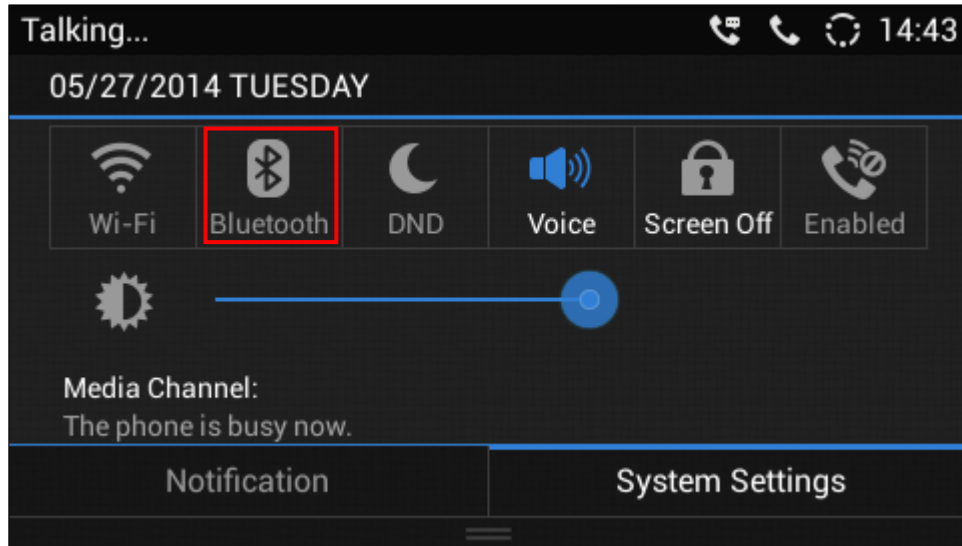 Talking... 14:43
05/27/2014 TUESDAY
Wi-Fi Bluetooth DND Voice Screen Off Enabled
Media Channel:
The phone is busy now.
Notification System Settings